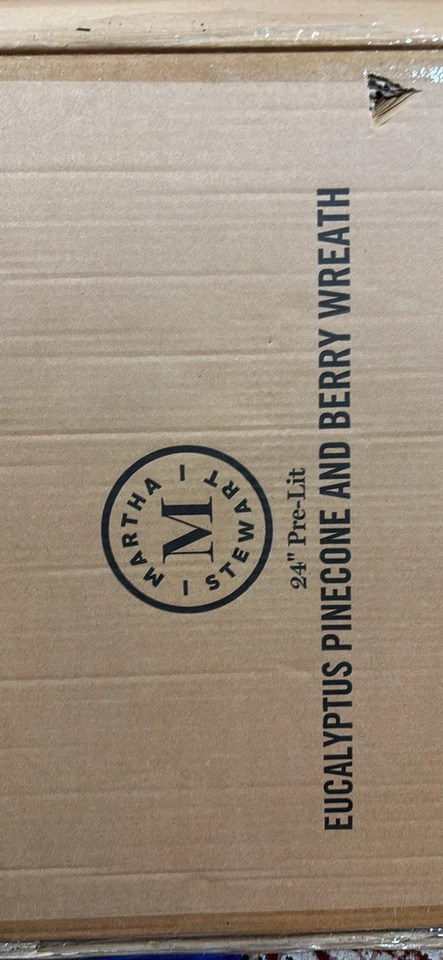 MARTHA
M
STEWART
24" Pre-Lit
EUCALYPTUS PINECONE AND BERRY WREATH